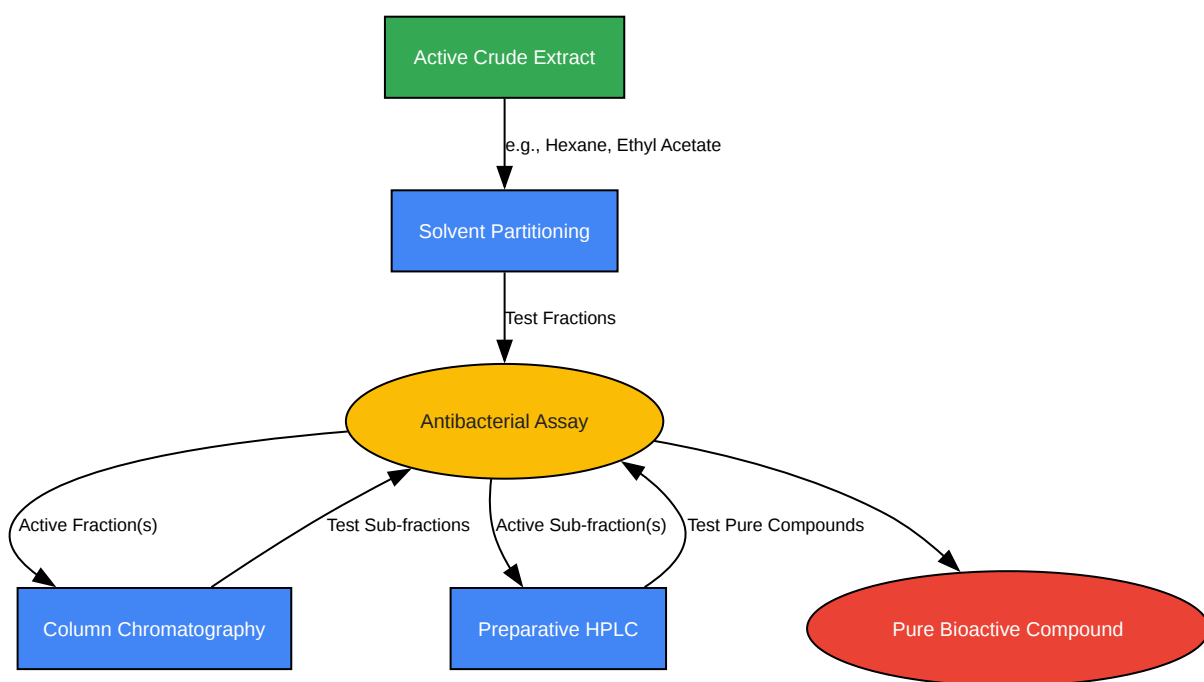 Active Crude Extract
e.g., Hexane, Ethyl Acetate
Solvent Partitioning
Test Fractions
Antibacterial Assay
Active Fraction(s)
Test Sub-fractions
Active Sub-fraction(s)
Test Pure Compounds
Column Chromatography
Preparative HPLC
Pure Bioactive Compound